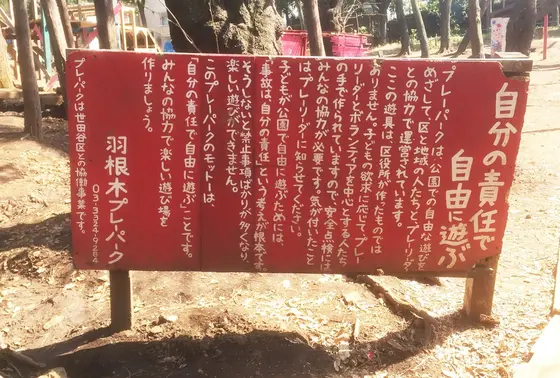 自分の責任で
自由に遊ぶ
プレーパークは、公園での自由な遊びを
めざして、区と地域の人たちと、プレーリーダー
との協力で運営されています。
ここの遊具は、区役所が作ったものでは
ありません。子どもの欲求に応じて、プレー
リーダーとボランティアを中心とする人たち
の手で作られていますので、安全点検には
みんなの協力が必要です。気が付いたこと
はプレーリーダーに知らせてください。
子どもが公園で自由に遊ぶためには、
「事故は、自分の責任」という考えが根本です。
そうしないと、禁止事項ばかりが多くなり、
楽しい遊びができません。
このプレーパークのモットーは、
「自分の責任で自由に遊ぶ」ことです。
みんなの協力で、楽しい遊び場を
作りましょう。
羽根木プレーパーク
03-3324-9284
プレーパークは世田谷区との協働事業です。